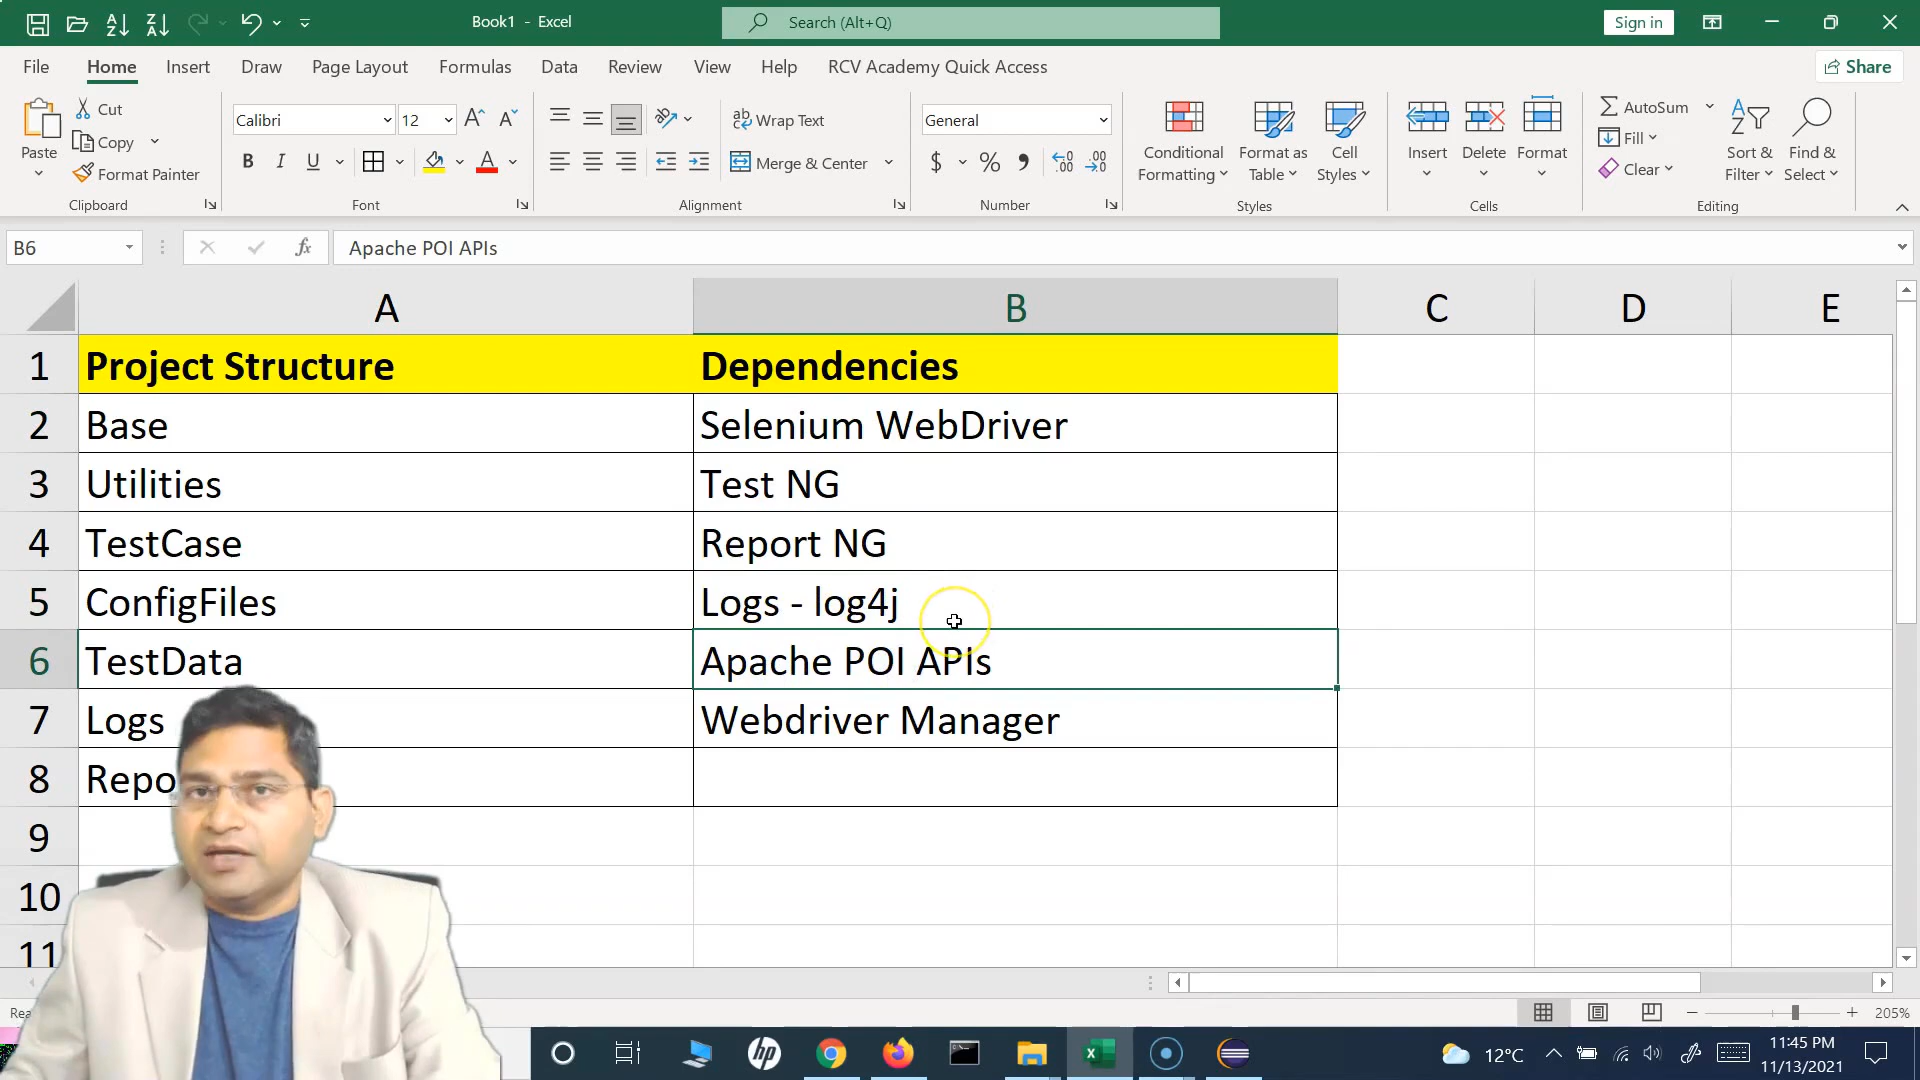 Book1 - Excel
Search (Alt+Q)
Sign in
File Home Insert Draw Page Layout Formulas Data Review View Help RCV Academy Quick Access
Share
Paste
Cut
Copy
Format Painter
Clipboard
Calibri
12
B I U
Font
Wrap Text
Merge & Center
Alignment
General
$ % ,
Number
Conditional Formatting
Format as Table
Cell Styles
Styles
Insert
Delete
Format
Cells
AutoSum
Fill
Clear
Sort & Filter
Find & Select
Editing
B6
fx
Apache POI APIs
A B C D E
1 Project Structure Dependencies
2 Base Selenium WebDriver
3 Utilities Test NG
4 TestCase Report NG
5 ConfigFiles Logs - log4j
6 TestData Apache POI APIs
7 Logs Webdriver Manager
8 Repo
9
10
11
Rea
205%
hp
12°C
11:45 PM
11/13/2021